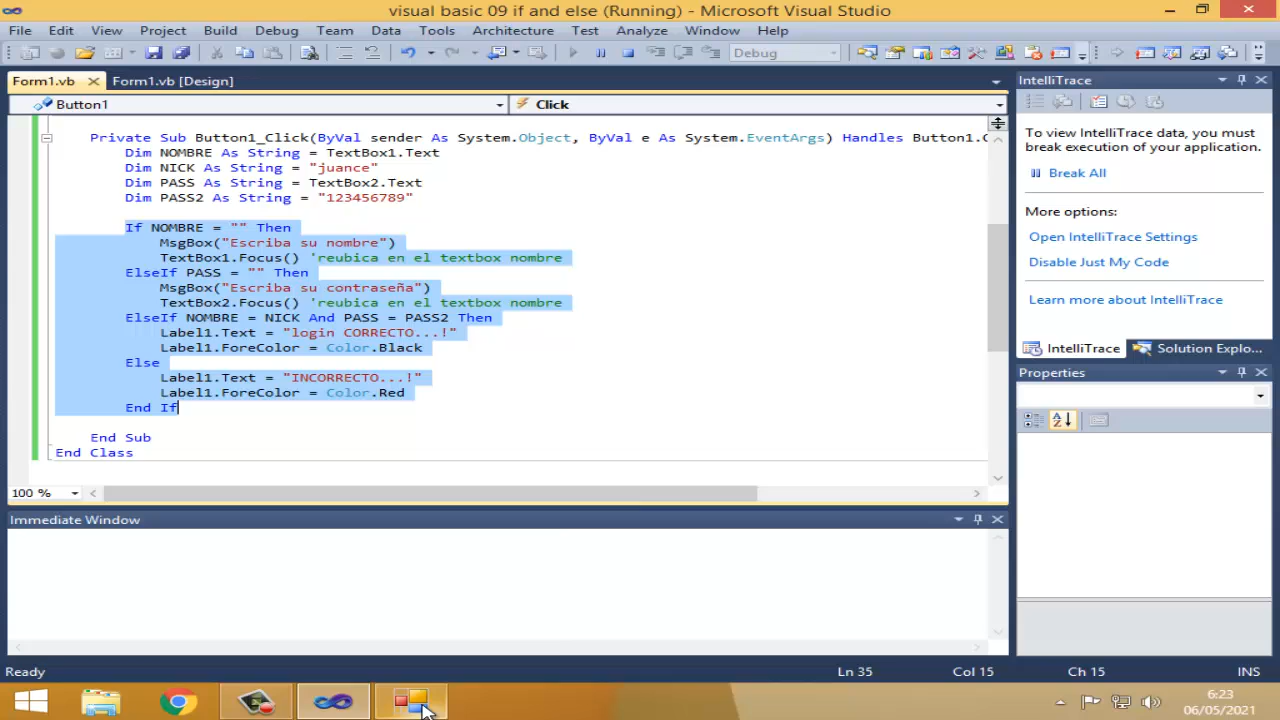 visual basic 09 if and else (Running) - Microsoft Visual Studio
File Edit View Project Build Debug Team Data Tools Architecture Test Analyze Window Help
Debug
Form1.vb Form1.vb [Design]
Button1
Click
Private Sub Button1_Click(ByVal sender As System.Object, ByVal e As System.EventArgs) Handles Button1.C
Dim NOMBRE As String = TextBox1.Text
Dim NICK As String = "juance"
Dim PASS As String = TextBox2.Text
Dim PASS2 As String = "123456789"
If NOMBRE = "" Then
MsgBox("Escriba su nombre")
TextBox1.Focus() 'reubica en el textbox nombre
ElseIf PASS = "" Then
MsgBox("Escriba su contraseña")
TextBox2.Focus() 'reubica en el textbox nombre
ElseIf NOMBRE = NICK And PASS = PASS2 Then
Label1.Text = "login CORRECTO...!"
Label1.ForeColor = Color.Black
Else
Label1.Text = "INCORRECTO...!"
Label1.ForeColor = Color.Red
End If
End Sub
End Class
100 %
Immediate Window
IntelliTrace
To view IntelliTrace data, you must
break execution of your application.
Break All
More options:
Open IntelliTrace Settings
Disable Just My Code
Learn more about IntelliTrace
IntelliTrace Solution Explo...
Properties
Ready Ln 35 Col 15 Ch 15 INS
6:23
06/05/2021